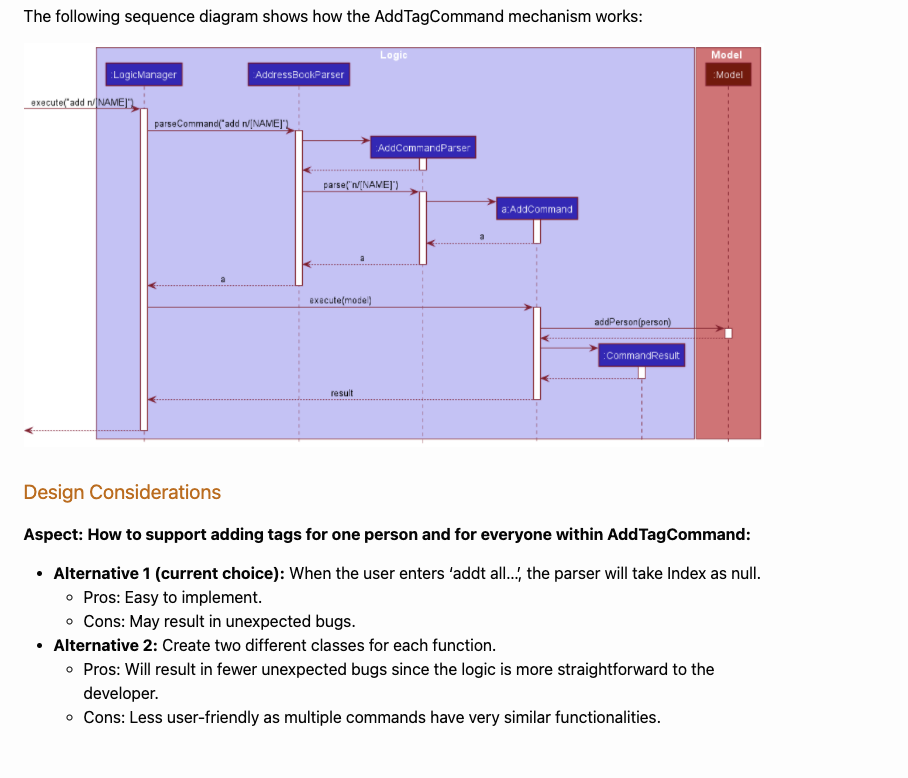 The following sequence diagram shows how the AddTagCommand mechanism works:
Logic
Model
:LogicManager
:AddressBookParser
:Model
execute("add n/[NAME]")
parseCommand("add n/[NAME]")
:AddCommandParser
parse("n/[NAME]")
a:AddCommand
a
a
a
execute(model)
addPerson(person)
:CommandResult
result
Design Considerations
Aspect: How to support adding tags for one person and for everyone within AddTagCommand:
• Alternative 1 (current choice): When the user enters ‘addt all…’, the parser will take Index as null.
◦ Pros: Easy to implement.
◦ Cons: May result in unexpected bugs.
• Alternative 2: Create two different classes for each function.
◦ Pros: Will result in fewer unexpected bugs since the logic is more straightforward to the
developer.
◦ Cons: Less user-friendly as multiple commands have very similar functionalities.